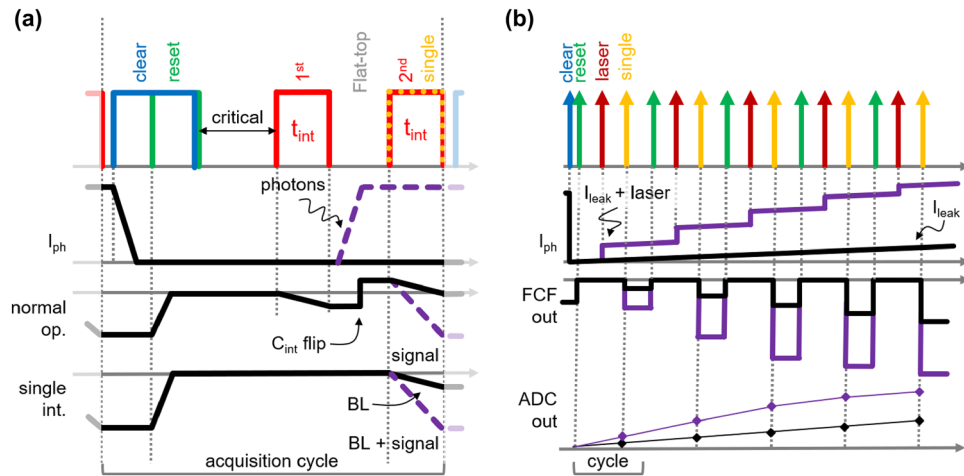 (a)
clear
reset
1st
Flat-top
2nd
single
critical
tint
tint
photons
Iph
normal
op.
Cint flip
signal
single
int.
BL
BL + signal
acquisition cycle
(b)
clear
reset
laser
single
Ileak + laser
Ileak
Iph
FCF
out
ADC
out
cycle